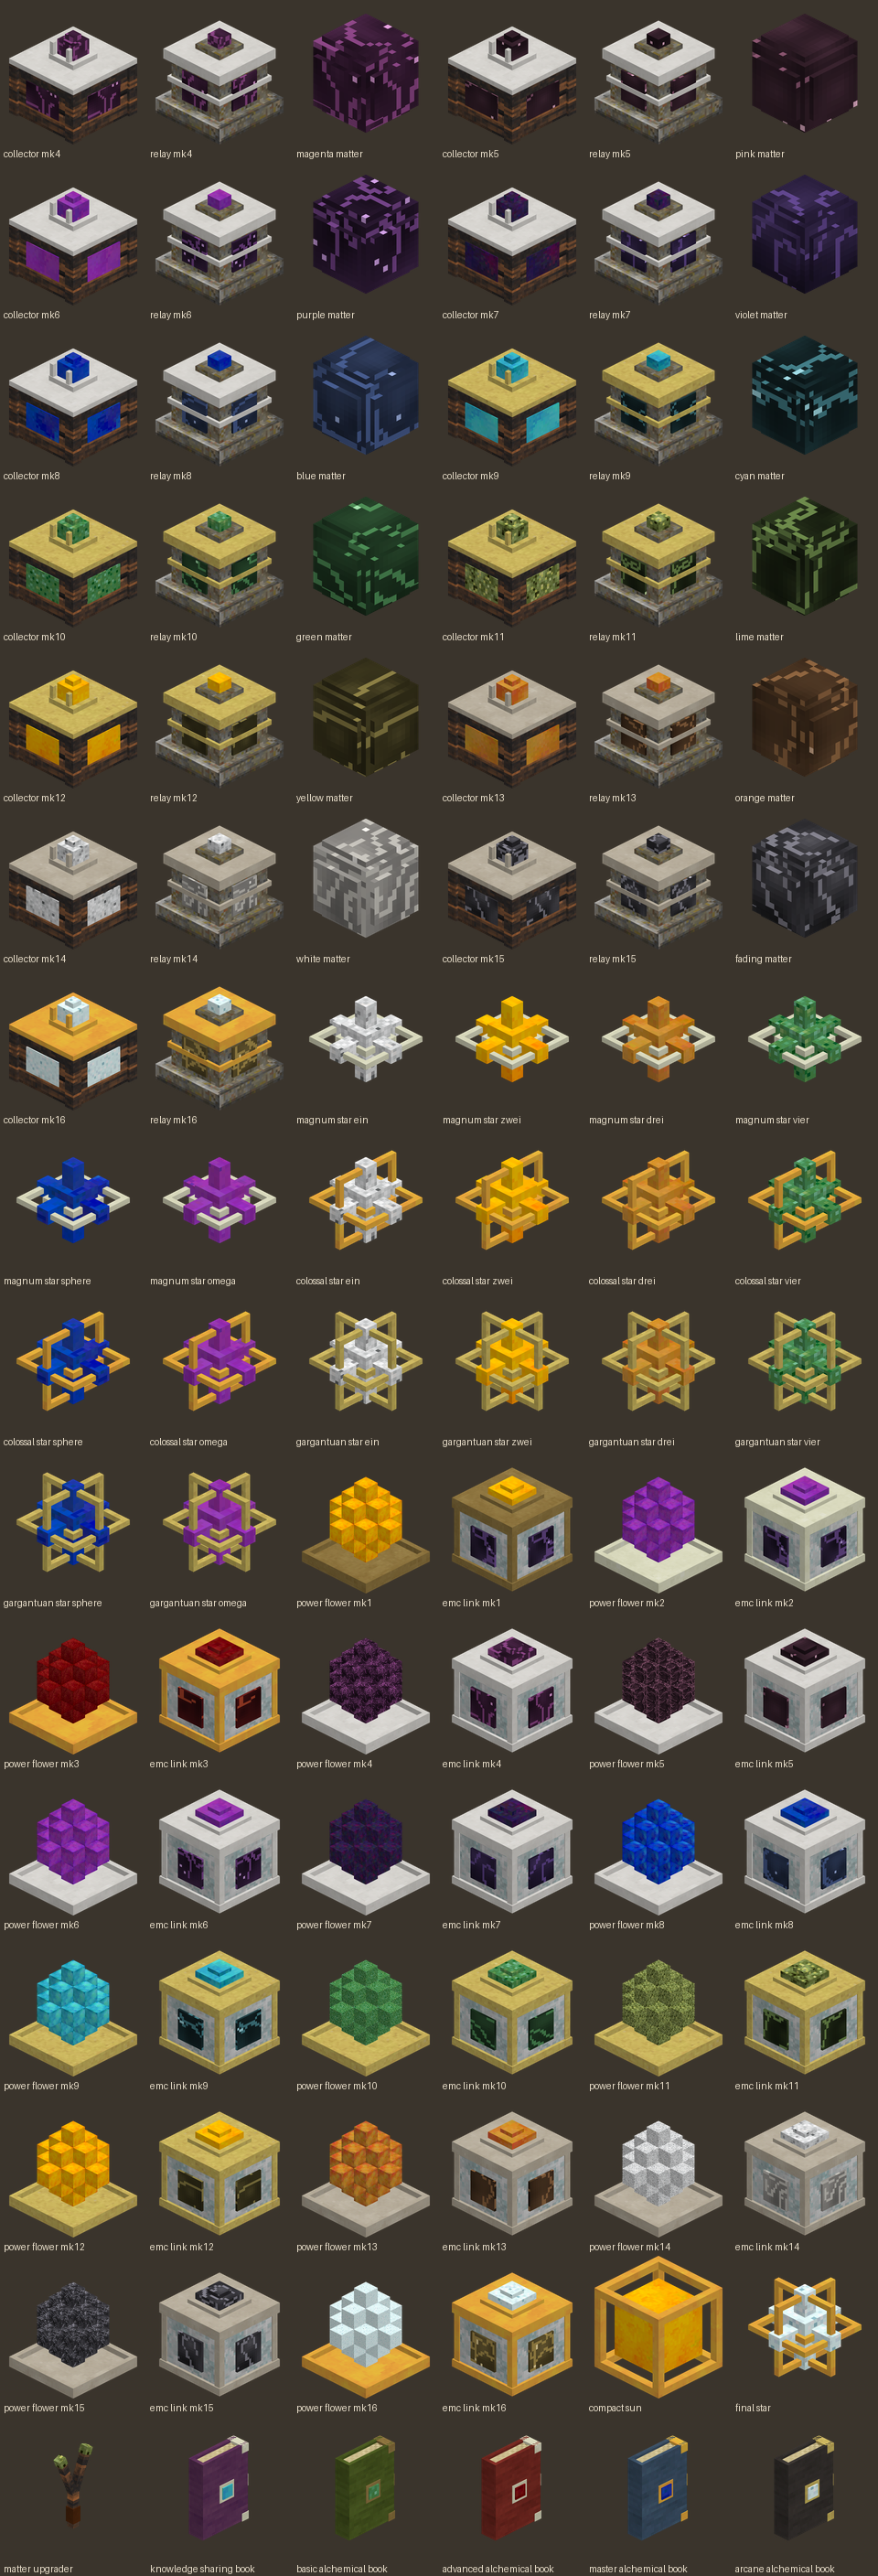 collector mk4 relay mk4 magenta matter collector mk5 relay mk5 pink matter
collector mk6 relay mk6 purple matter collector mk7 relay mk7 violet matter
collector mk8 relay mk8 blue matter collector mk9 relay mk9 cyan matter
collector mk10 relay mk10 green matter collector mk11 relay mk11 lime matter
collector mk12 relay mk12 yellow matter collector mk13 relay mk13 orange matter
collector mk14 relay mk14 white matter collector mk15 relay mk15 fading matter
collector mk16 relay mk16 magnum star ein magnum star zwei magnum star drei magnum star vier
magnum star sphere magnum star omega colossal star ein colossal star zwei colossal star drei colossal star vier
colossal star sphere colossal star omega gargantuan star ein gargantuan star zwei gargantuan star drei gargantuan star vier
gargantuan star sphere gargantuan star omega power flower mk1 emc link mk1 power flower mk2 emc link mk2
power flower mk3 emc link mk3 power flower mk4 emc link mk4 power flower mk5 emc link mk5
power flower mk6 emc link mk6 power flower mk7 emc link mk7 power flower mk8 emc link mk8
power flower mk9 emc link mk9 power flower mk10 emc link mk10 power flower mk11 emc link mk11
power flower mk12 emc link mk12 power flower mk13 emc link mk13 power flower mk14 emc link mk14
power flower mk15 emc link mk15 power flower mk16 emc link mk16 compact sun final star
matter upgrader knowledge sharing book basic alchemical book advanced alchemical book master alchemical book arcane alchemical book